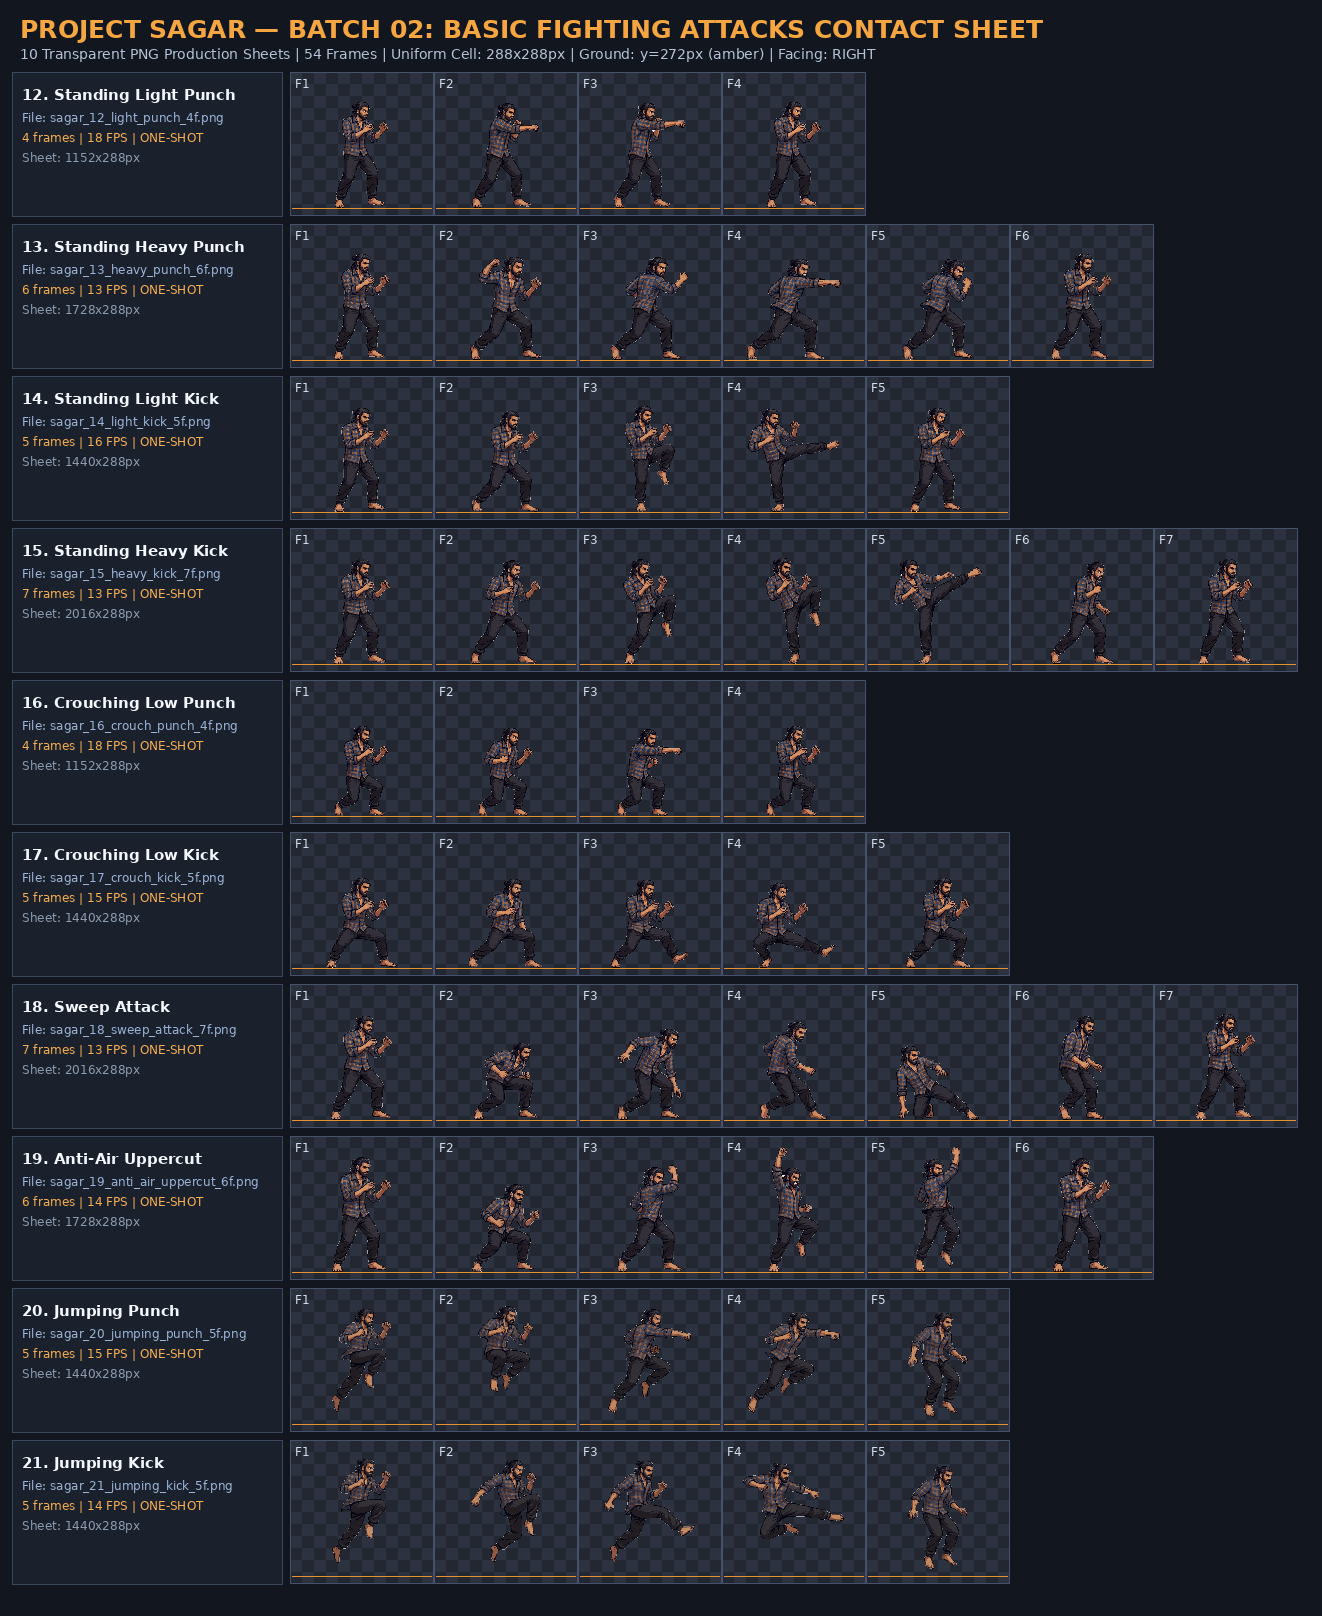 PROJECT SAGAR — BATCH 02: BASIC FIGHTING ATTACKS CONTACT SHEET
10 Transparent PNG Production Sheets | 54 Frames | Uniform Cell: 288x288px | Ground: y=272px (amber) | Facing: RIGHT
12. Standing Light Punch
File: sagar_12_light_punch_4f.png
4 frames | 18 FPS | ONE-SHOT
Sheet: 1152x288px
F1 F2 F3 F4
13. Standing Heavy Punch
File: sagar_13_heavy_punch_6f.png
6 frames | 13 FPS | ONE-SHOT
Sheet: 1728x288px
F1 F2 F3 F4 F5 F6
14. Standing Light Kick
File: sagar_14_light_kick_5f.png
5 frames | 16 FPS | ONE-SHOT
Sheet: 1440x288px
F1 F2 F3 F4 F5
15. Standing Heavy Kick
File: sagar_15_heavy_kick_7f.png
7 frames | 13 FPS | ONE-SHOT
Sheet: 2016x288px
F1 F2 F3 F4 F5 F6 F7
16. Crouching Low Punch
File: sagar_16_crouch_punch_4f.png
4 frames | 18 FPS | ONE-SHOT
Sheet: 1152x288px
F1 F2 F3 F4
17. Crouching Low Kick
File: sagar_17_crouch_kick_5f.png
5 frames | 15 FPS | ONE-SHOT
Sheet: 1440x288px
F1 F2 F3 F4 F5
18. Sweep Attack
File: sagar_18_sweep_attack_7f.png
7 frames | 13 FPS | ONE-SHOT
Sheet: 2016x288px
F1 F2 F3 F4 F5 F6 F7
19. Anti-Air Uppercut
File: sagar_19_anti_air_uppercut_6f.png
6 frames | 14 FPS | ONE-SHOT
Sheet: 1728x288px
F1 F2 F3 F4 F5 F6
20. Jumping Punch
File: sagar_20_jumping_punch_5f.png
5 frames | 15 FPS | ONE-SHOT
Sheet: 1440x288px
F1 F2 F3 F4 F5
21. Jumping Kick
File: sagar_21_jumping_kick_5f.png
5 frames | 14 FPS | ONE-SHOT
Sheet: 1440x288px
F1 F2 F3 F4 F5